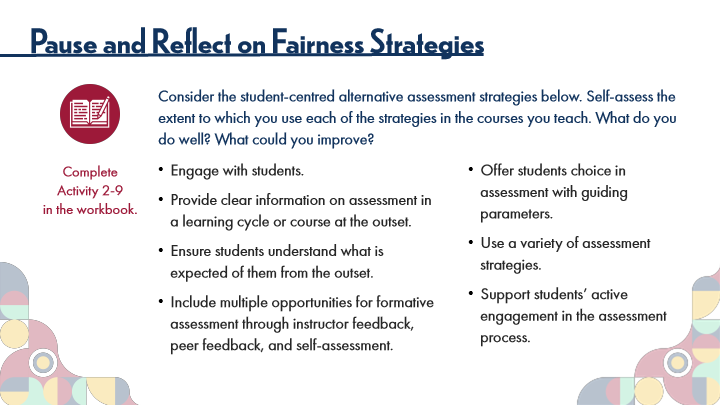 Pause and Reflect on Fairness Strategies
Complete
Activity 2-9
in the workbook.
Consider the student-centred alternative assessment strategies below. Self-assess the
extent to which you use each of the strategies in the courses you teach. What do you
do well? What could you improve?
• Engage with students.
• Provide clear information on assessment in
a learning cycle or course at the outset.
• Ensure students understand what is
expected of them from the outset.
• Include multiple opportunities for formative
assessment through instructor feedback,
peer feedback, and self-assessment.
• Offer students choice in
assessment with guiding
parameters.
• Use a variety of assessment
strategies.
• Support students’ active
engagement in the assessment
process.